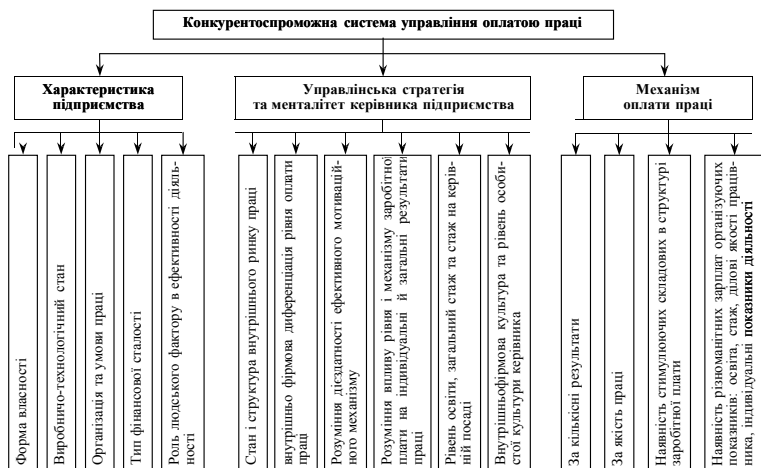 Конкурентоспроможна система управління оплатою праці
Характеристика
підприємства
Управлінська стратегія
та менталітет керівника підприємства
Механізм
оплати праці
Форма власності
Виробничо-технологічний стан
Організація та умови праці
Тип фінансової сталості
Роль людського фактору в ефективності діяль-
ності
Стан і структура внутрішнього ринку праці
внутрішньо фірмова диференціація рівня оплати
праці
Розуміння дієздатності ефективного мотивацій-
ного механізму
Розуміння впливу рівня і механізму заробітної
плати на індивідуальні й загальні результати
праці
Рівень освіти, загальний стаж та стаж на керів-
ній посаді
Внутрішньофірмова культура та рівень особи-
стої культури керівника
За кількісні результати
За якість праці
Наявність стимулюючих складових в структурі
заробітної плати
Наявність різноманітних зарплат організуючих
показників: освіта, стаж, ділові якості праців-
ника, індивідуальні показники діяльності